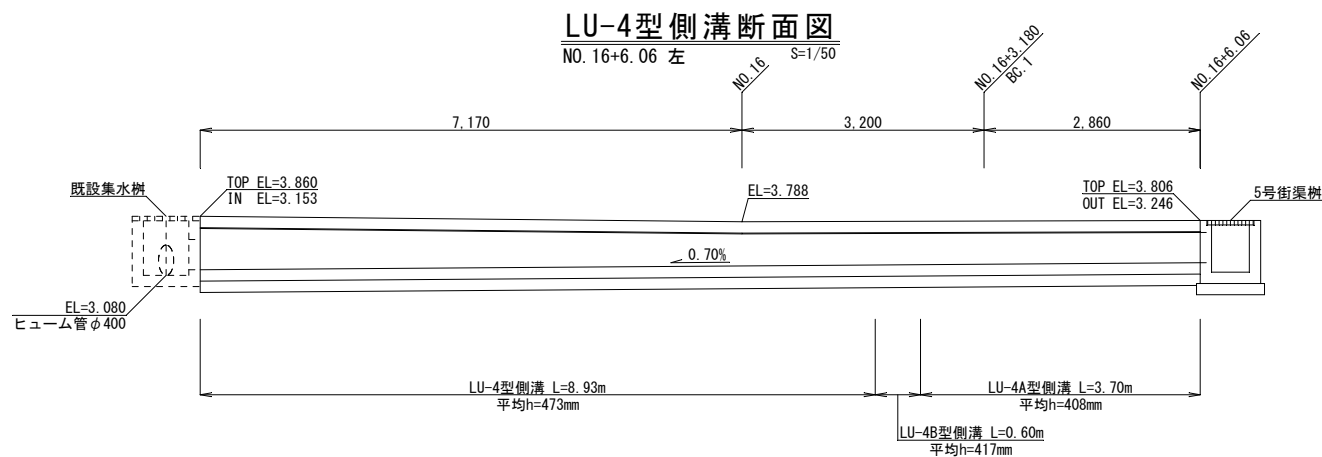 LU-4型側溝断面図
NO.16+6.06 左
S=1/50
NO.16
NO.16+3.180
BC.1
NO.16+6.06
7,170
3,200
2,860
既設集水桝
TOP EL=3.860
IN EL=3.153
EL=3.788
TOP EL=3.806
OUT EL=3.246
5号街渠桝
0.70%
EL=3.080
ヒューム管φ400
LU-4型側溝 L=8.93m
平均h=473mm
LU-4A型側溝 L=3.70m
平均h=408mm
LU-4B型側溝 L=0.60m
平均h=417mm